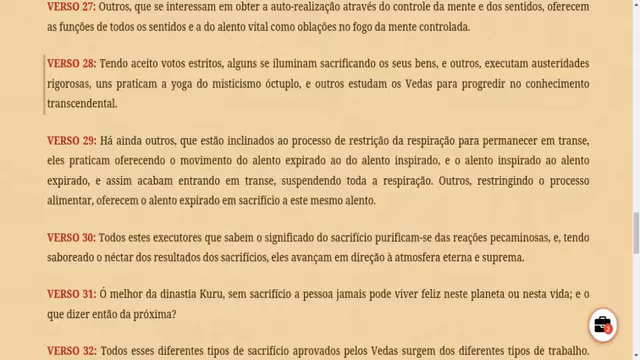 VERSO 27: Outros, que se interessam em obter a auto-realização através do controle da mente e dos sentidos, oferecem
as funções de todos os sentidos e a do alento vital como oblações no fogo da mente controlada.
VERSO 28: Tendo aceito votos estritos, alguns se iluminam sacrificando os seus bens, e outros, executam austeridades
rigorosas, uns praticam a yoga do misticismo óctuplo, e outros estudam os Vedas para progredir no conhecimento
transcendental.
VERSO 29: Há ainda outros, que estão inclinados ao processo de restrição da respiração para permanecer em transe,
eles praticam oferecendo o movimento do alento expirado ao do alento inspirado, e o alento inspirado ao alento
expirado, e assim acabam entrando em transe, suspendendo toda a respiração. Outros, restringindo o processo
alimentar, oferecem o alento expirado em sacrifício a este mesmo alento.
VERSO 30: Todos estes executores que sabem o significado do sacrifício purificam-se das reações pecaminosas, e, tendo
saboreado o néctar dos resultados dos sacrifícios, eles avançam em direção à atmosfera eterna e suprema.
VERSO 31: Ó melhor da dinastia Kuru, sem sacrifício a pessoa jamais pode viver feliz neste planeta ou nesta vida; e o
que dizer então da próxima?
VERSO 32: Todos esses diferentes tipos de sacrifício aprovados pelos Vedas surgem dos diferentes tipos de trabalho.